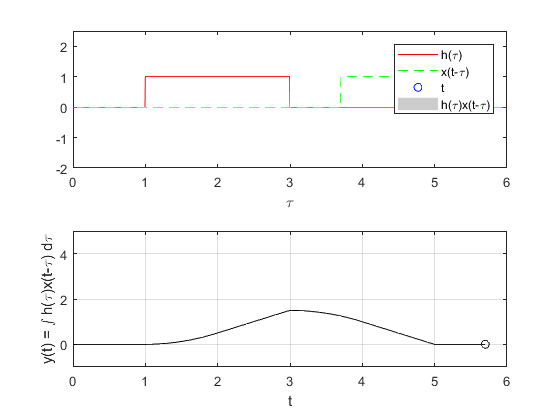 2
1
0
-1
-2
h(τ)
x(t-τ)
t
h(τ)x(t-τ)
0 1 2 3 4 5 6
τ
y(t) = ∫ h(τ)x(t-τ) dτ
4
2
0
0 1 2 3 4 5 6
t